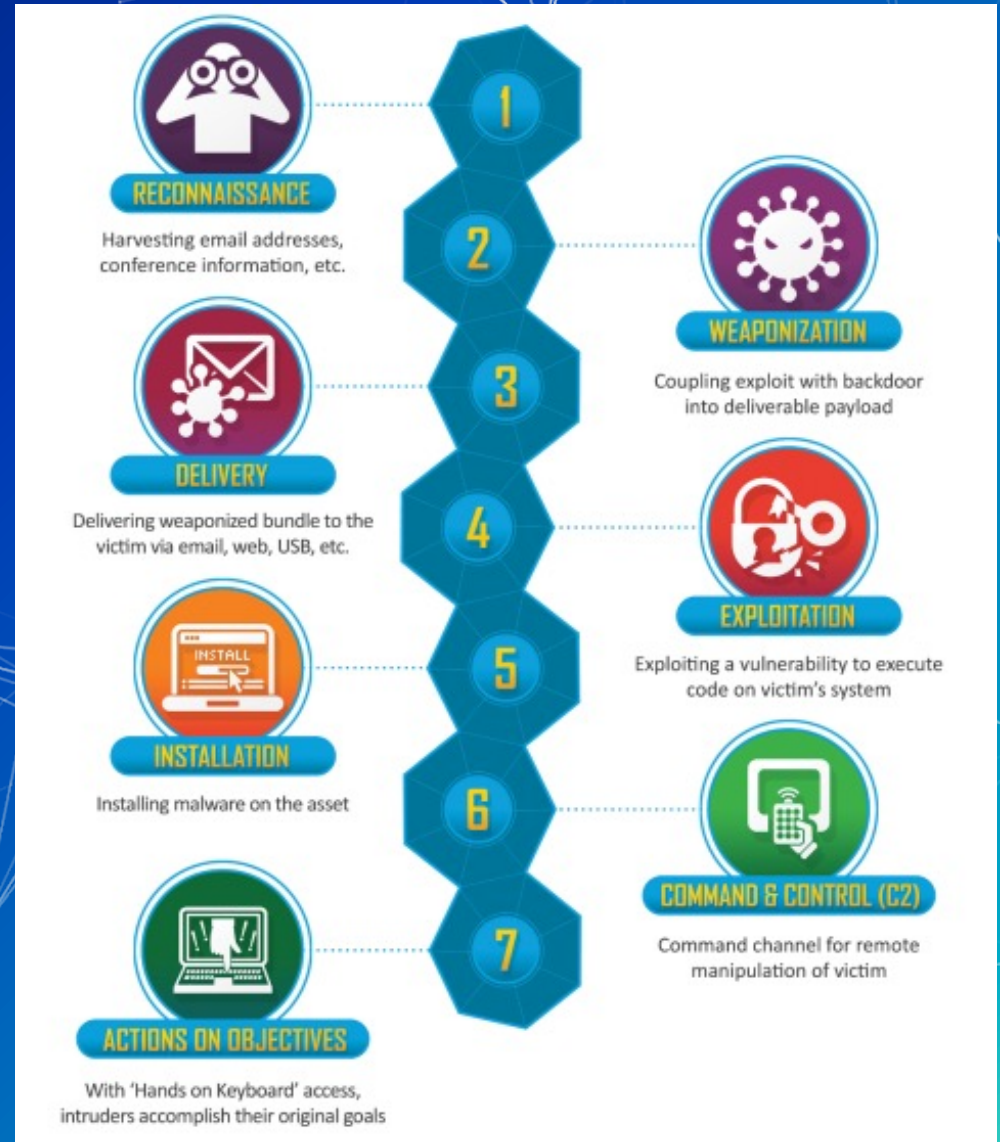 1
RECONNAISSANCE
Harvesting email addresses,
conference information, etc.
2
WEAPONIZATION
Coupling exploit with backdoor
into deliverable payload
3
DELIVERY
Delivering weaponized bundle to the
victim via email, web, USB, etc.
4
EXPLOITATION
Exploiting a vulnerability to execute
code on victim's system
5
INSTALL
INSTALLATION
Installing malware on the asset
6
COMMAND & CONTROL (C2)
Command channel for remote
manipulation of victim
7
ACTIONS ON OBJECTIVES
With 'Hands on Keyboard' access,
intruders accomplish their original goals